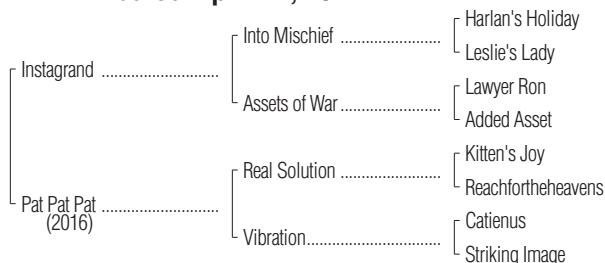 Harlan's Holiday
Into Mischief ........................
Leslie's Lady
Instagrand ............................
Lawyer Ron
Assets of War ........................
Added Asset
Kitten's Joy
Real Solution ........................
Reachfortheheavens
Pat Pat Pat ............................
(2016)
Catienus
Vibration................................
Striking Image